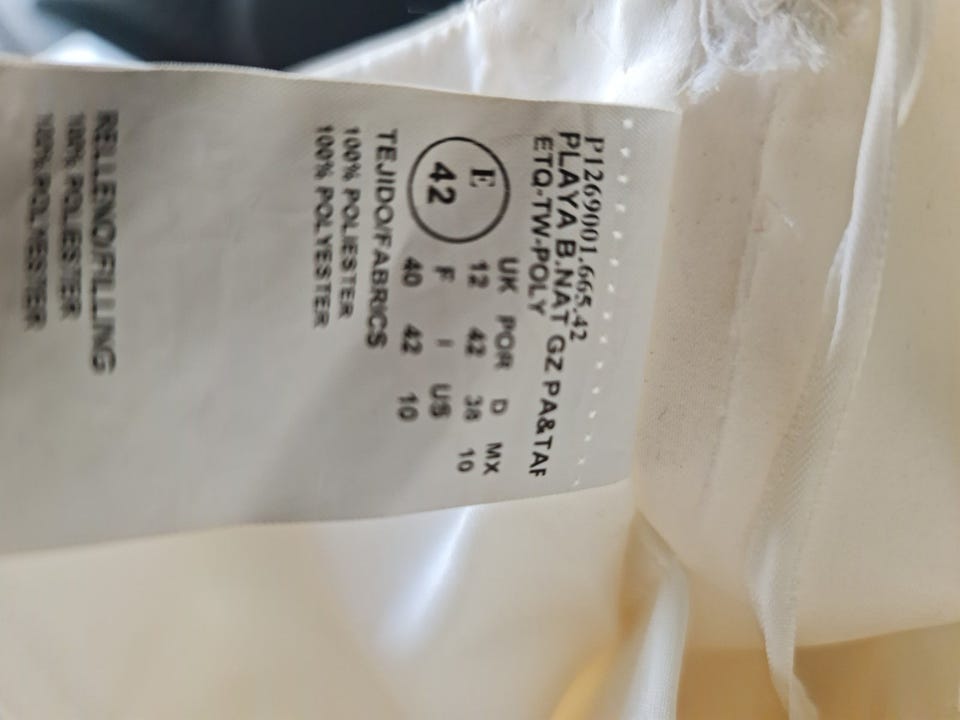 P1269001.665.42
PLAYA B.NAT GZ PA&TAF
ETQ-TW-POLY
E
42
UK POR D MX
12 42 38 10
F I US
40 42 10
TEJIDO/FABRICS
100% POLIESTER
100% POLYESTER
RELLENO/FILLING
100% POLIESTER
100% POLYESTER